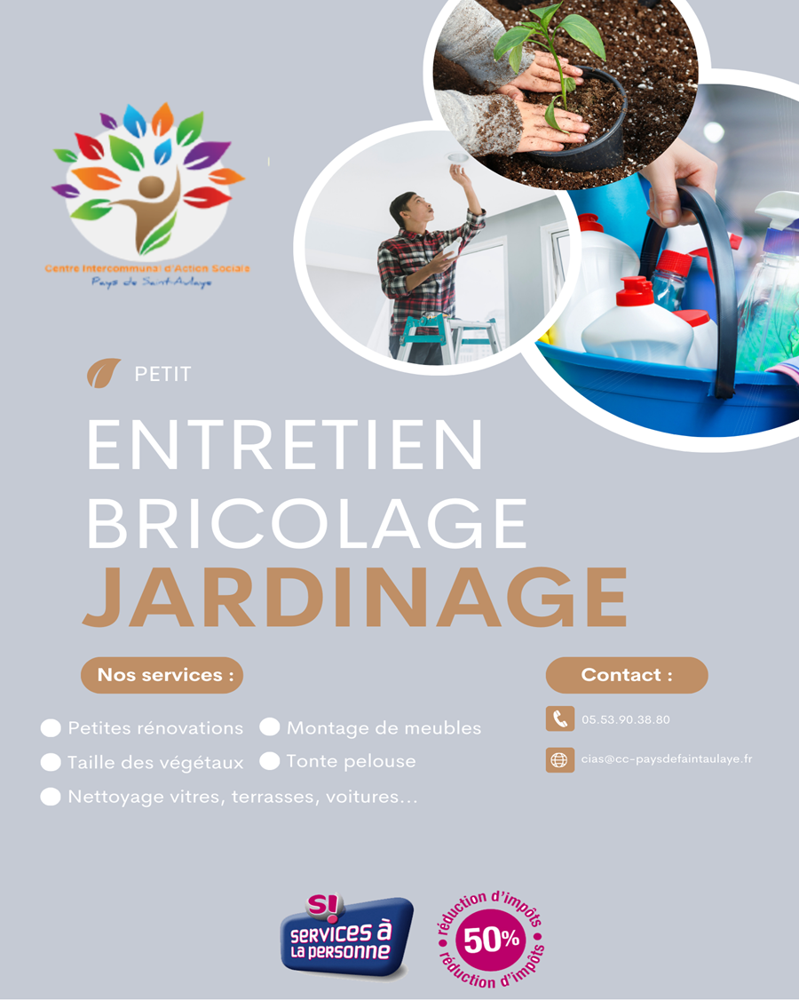 Centre Intercommunal d'Action Sociale
Pays de Saint-Aulaye
PETIT
ENTRETIEN
BRICOLAGE
JARDINAGE
Nos services :
Petites rénovations
Montage de meubles
Taille des végétaux
Tonte pelouse
Nettoyage vitres, terrasses, voitures...
Contact :
05.53.90.38.80
cias@cc-paysdefaintaulaye.fr
S!
services à
la personne
réduction d'impôts
50%
réduction d'impôts